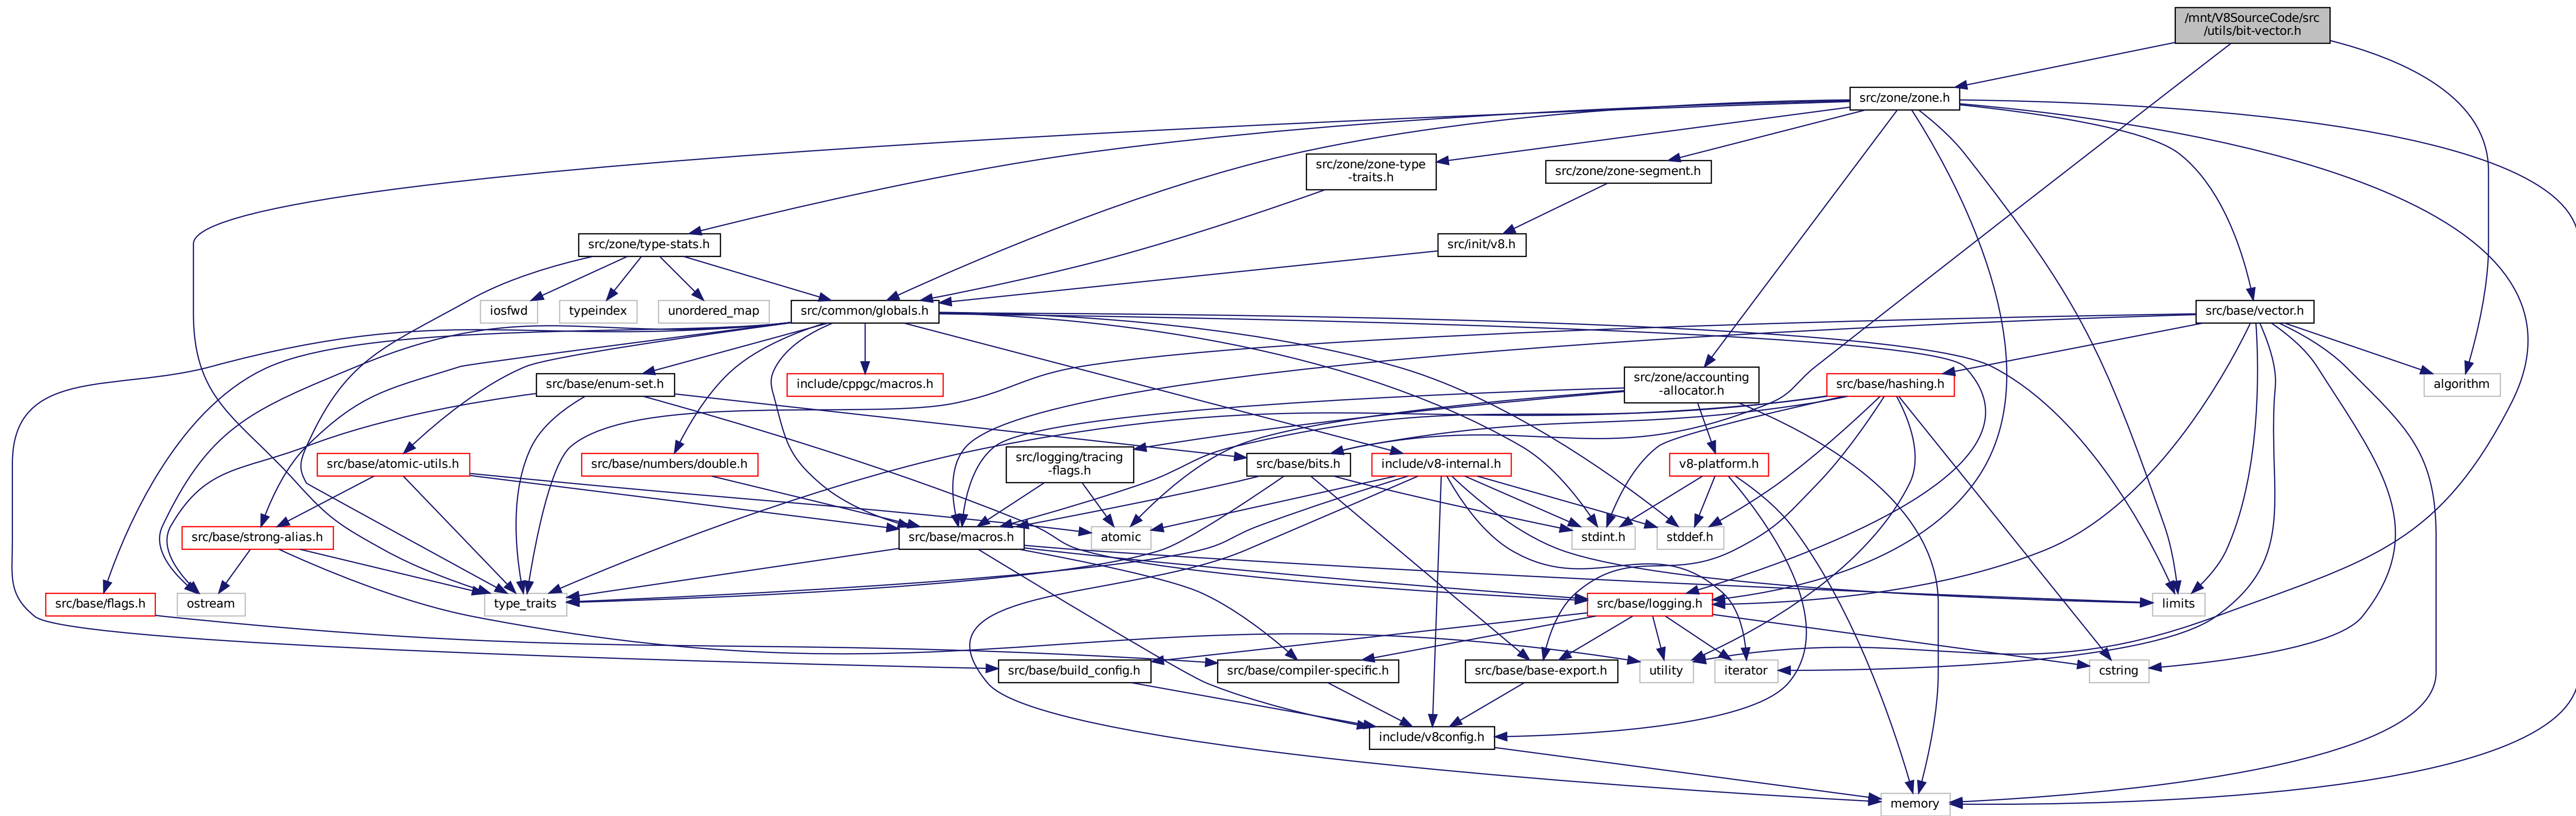 /mnt/V8SourceCode/src
/utils/bit-vector.h
src/zone/zone.h
src/zone/zone-type
-traits.h
src/zone/zone-segment.h
src/zone/type-stats.h
src/init/v8.h
iosfwd
typeindex
unordered_map
src/common/globals.h
src/base/vector.h
src/base/enum-set.h
include/cppgc/macros.h
src/zone/accounting
-allocator.h
src/base/hashing.h
algorithm
src/base/atomic-utils.h
src/base/numbers/double.h
src/logging/tracing
-flags.h
src/base/bits.h
include/v8-internal.h
v8-platform.h
src/base/strong-alias.h
src/base/macros.h
atomic
stdint.h
stddef.h
src/base/flags.h
ostream
type_traits
src/base/logging.h
limits
src/base/build_config.h
src/base/compiler-specific.h
src/base/base-export.h
utility
iterator
cstring
include/v8config.h
memory